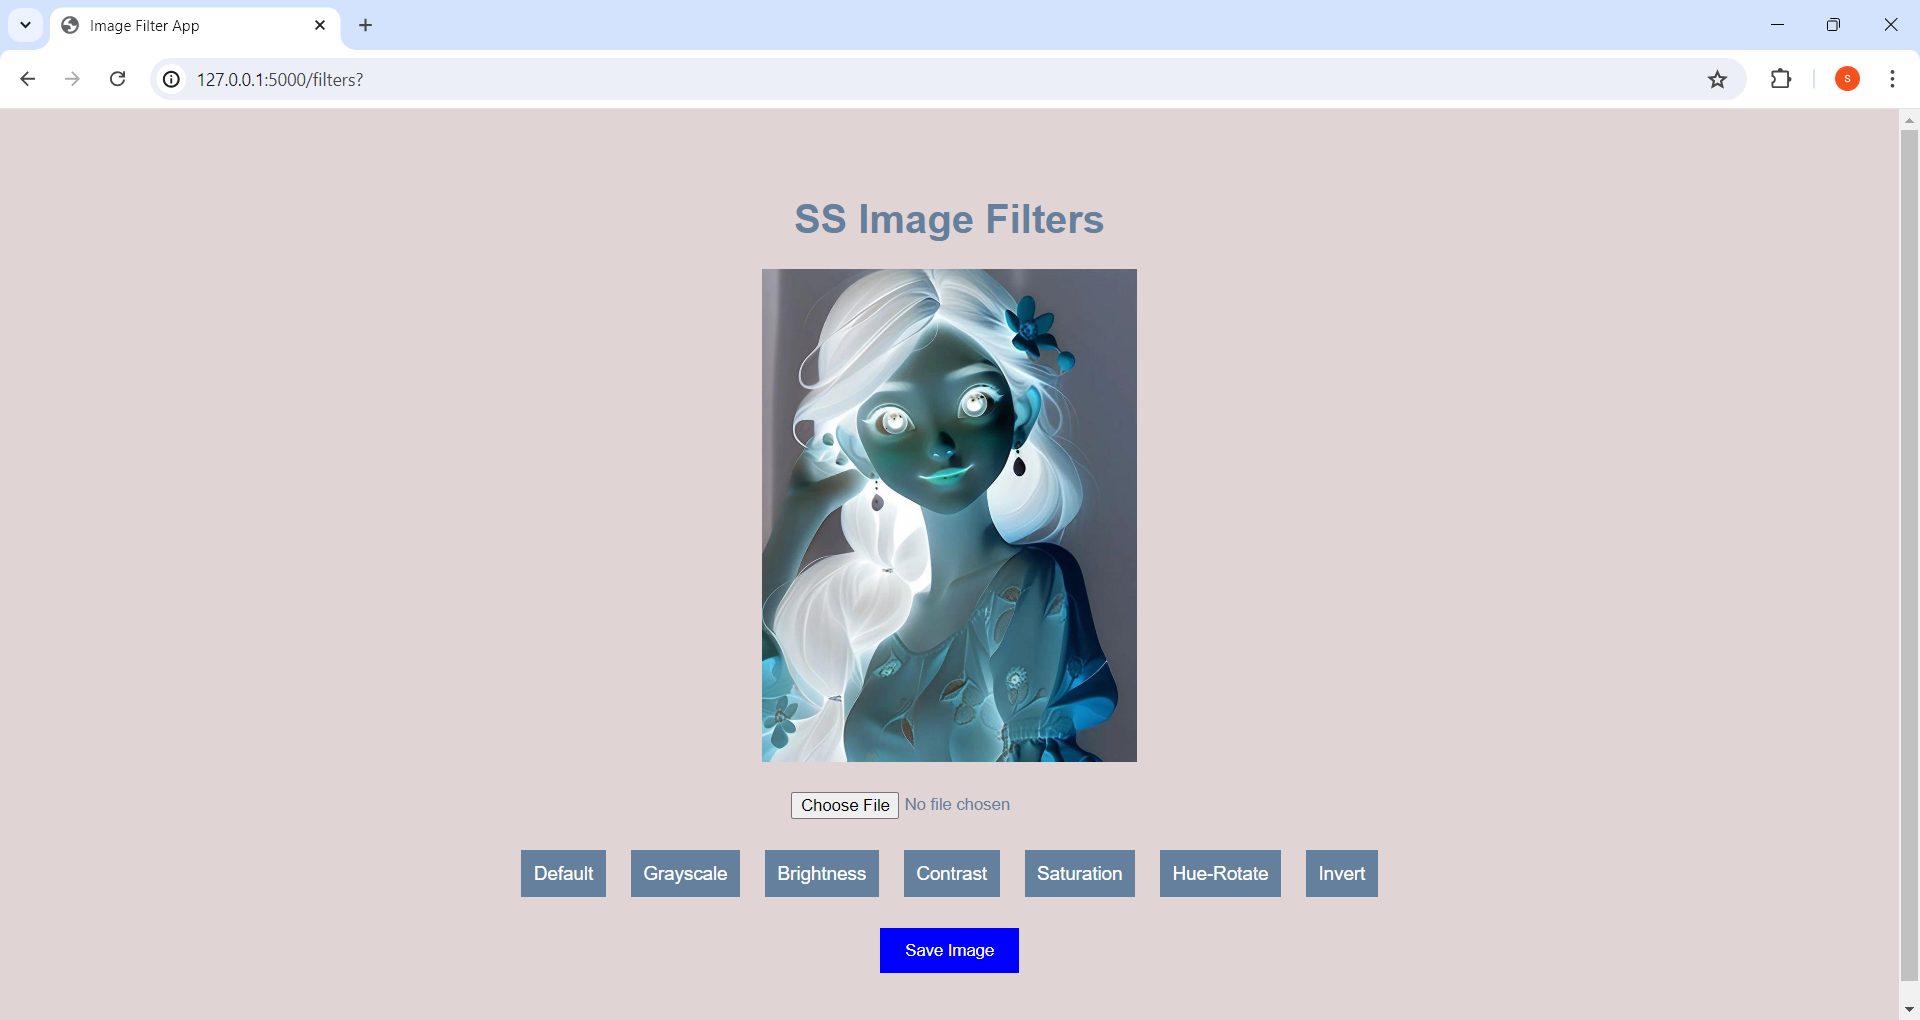 Image Filter App
127.0.0.1:5000/filters?
S
SS Image Filters
Choose File No file chosen
Default Grayscale Brightness Contrast Saturation Hue-Rotate Invert
Save Image